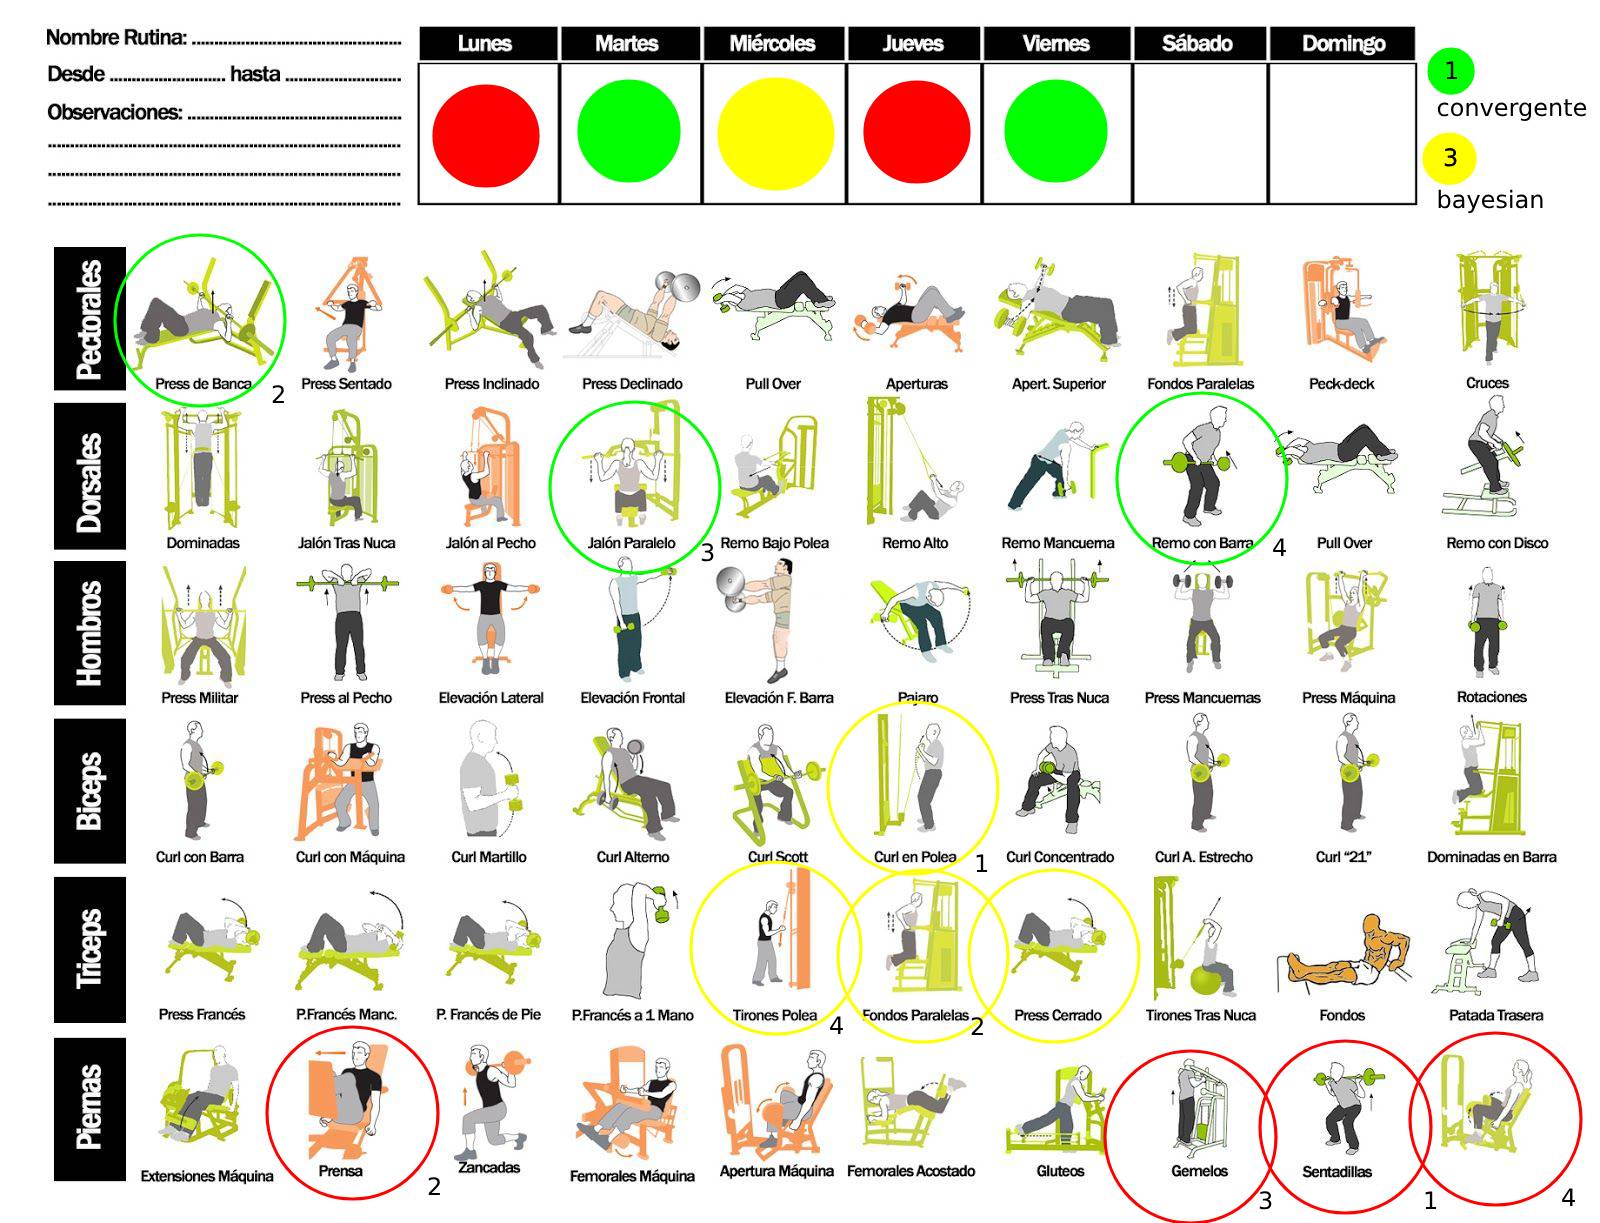 Nombre Rutina: ........................................
Lunes Martes Miércoles Jueves Viernes Sábado Domingo
Desde ...................... hasta ......................
1
convergente
Observaciones: ........................................
3
bayesian
Pectorales
Press de Banca Press Sentado Press Inclinado Press Declinado Pull Over Aperturas Apert. Superior Fondos Paralelas Peck-deck Cruces
2
Dorsales
Dominadas Jalón Tras Nuca Jalón al Pecho Jalón Paralelo Remo Bajo Polea Remo Alto Remo Mancuerna Remo con Barra Pull Over Remo con Disco
3 4
Hombros
Press Militar Press al Pecho Elevación Lateral Elevación Frontal Elevación F. Barra Pajaro Press Tras Nuca Press Mancuernas Press Máquina Rotaciones
Biceps
Curl con Barra Curl con Máquina Curl Martillo Curl Alterno Curl Scott Curl en Polea Curl Concentrado Curl A. Estrecho Curl “21” Dominadas en Barra
1
Triceps
Press Francés P.Francés Manc. P. Francés de Pie P.Francés a 1 Mano Tirones Polea Fondos Paralelas Press Cerrado Tirones Tras Nuca Fondos Patada Trasera
4 2
Piernas
Extensiones Máquina Prensa Zancadas Femorales Máquina Apertura Máquina Femorales Acostado Gluteos Gemelos Sentadillas
2 3 1 4